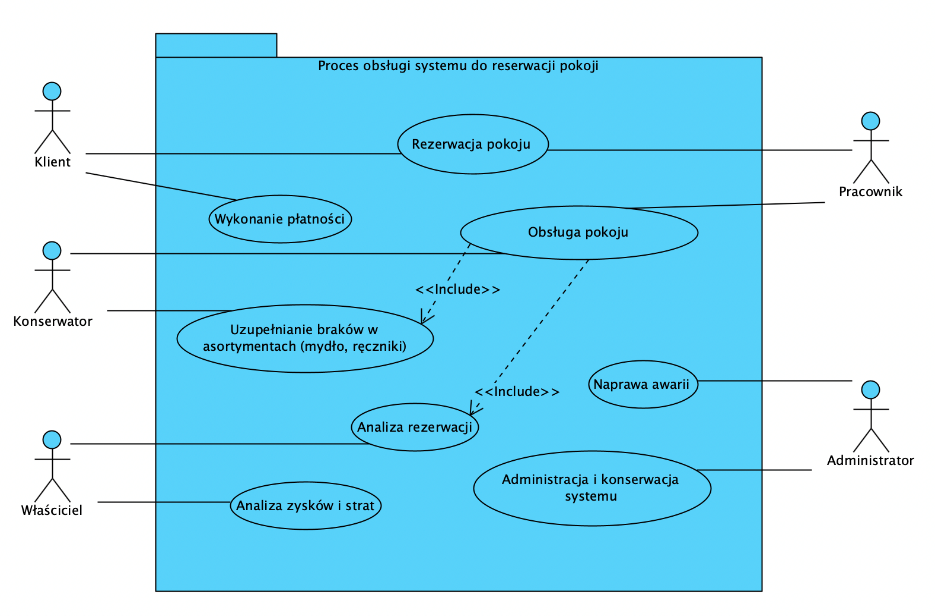 Proces obsługi systemu do reserwacji pokoji
Klient
Rezerwacja pokoju
Pracownik
Wykonanie płatności
Obsługa pokoju
Konserwator
<<Include>>
Uzupełnianie braków w
asortymentach (mydło, ręczniki)
Naprawa awarii
<<Include>>
Analiza rezerwacji
Administrator
Właściciel
Administracja i konserwacja
systemu
Analiza zysków i strat